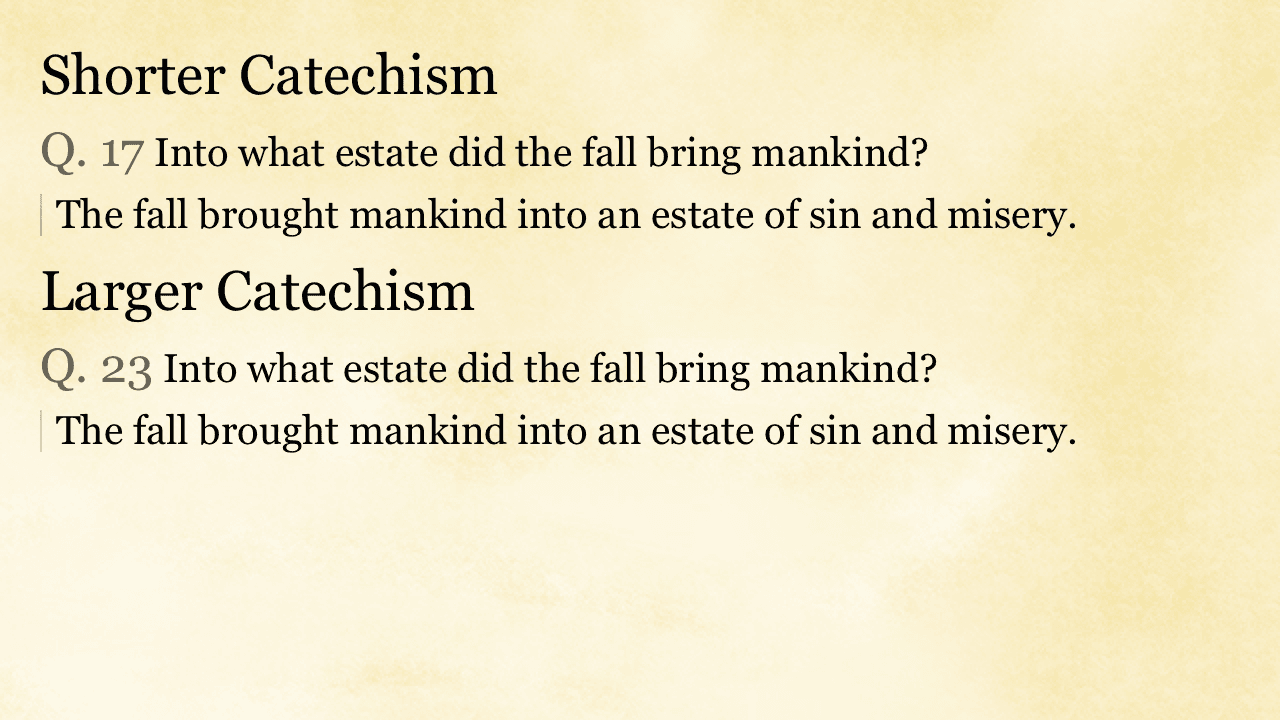 Shorter Catechism
Q. 17 Into what estate did the fall bring mankind?
The fall brought mankind into an estate of sin and misery.
Larger Catechism
Q. 23 Into what estate did the fall bring mankind?
The fall brought mankind into an estate of sin and misery.